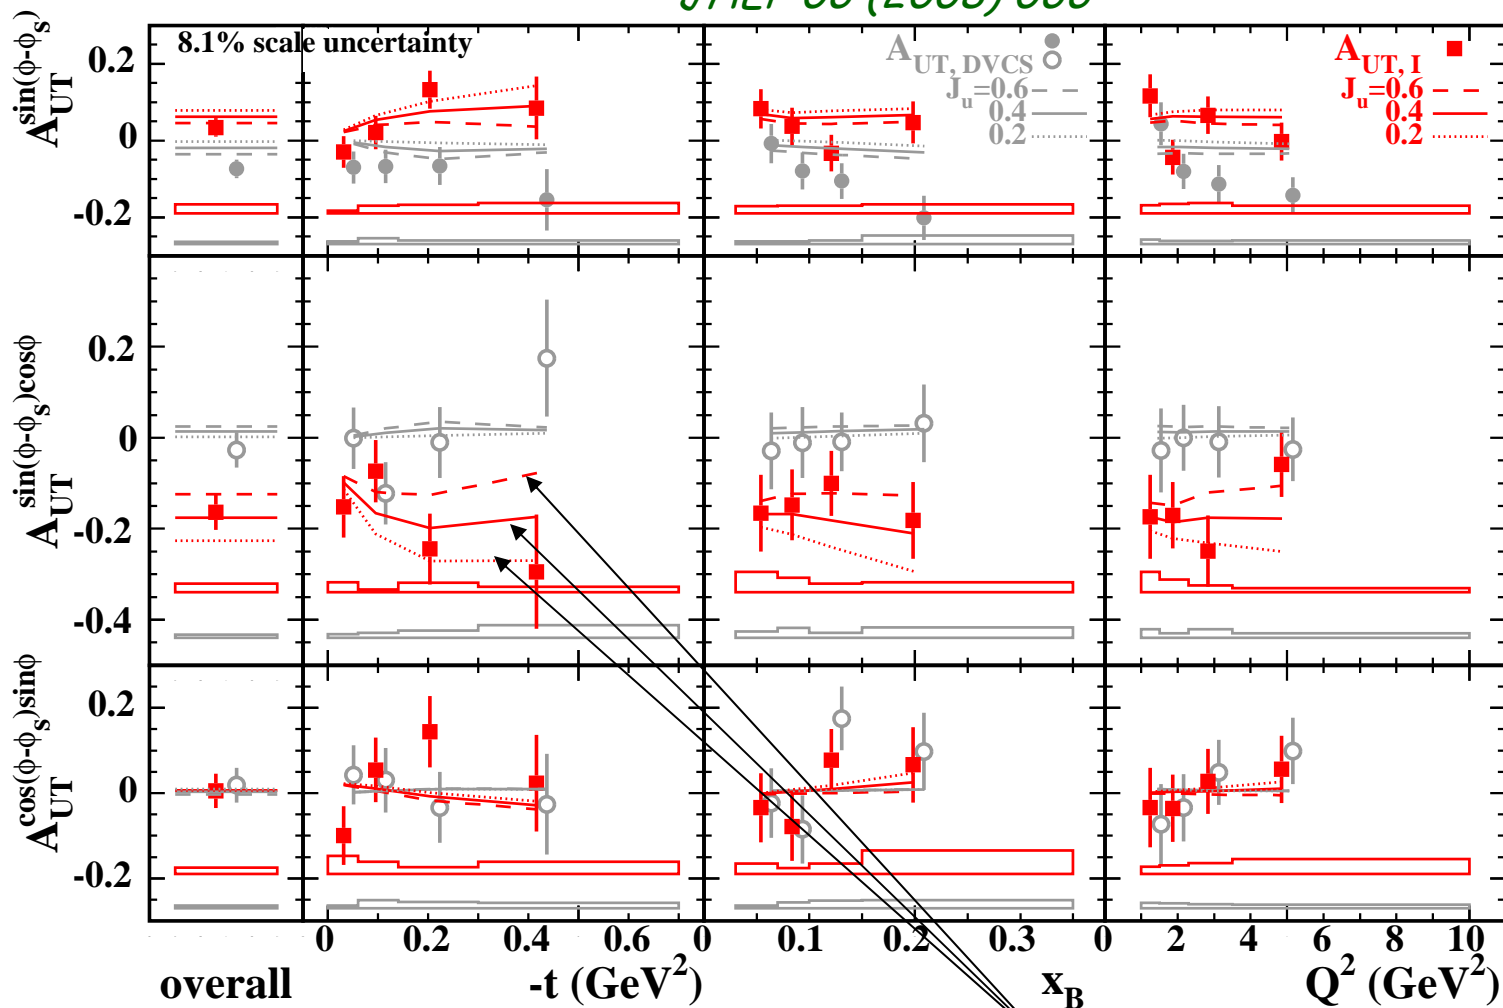 8.1% scale uncertainty
A_UT, DVCS
J_u=0.6
0.4
0.2
A_UT, I
J_u=0.6
0.4
0.2
A_UT^sin(ϕ-ϕ_S)
0.2
0
-0.2
A_UT^sin(ϕ-ϕ_S)cosϕ
0.2
0
-0.2
-0.4
A_UT^cos(ϕ-ϕ_S)sinϕ
0.2
0
-0.2
0 0.2 0.4 0.6 0 0.1 0.2 0.3 0 2 4 6 8 10
overall -t (GeV²) x_B Q² (GeV²)